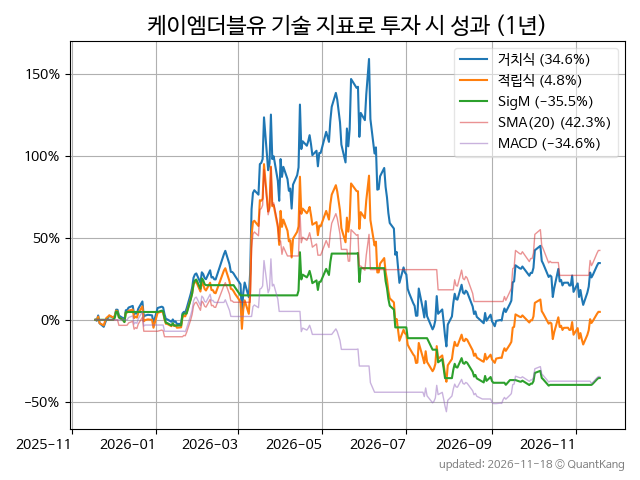 케이엠더블유 기술 지표로 투자 시 성과 (1년)
거치식 (34.6%)
적립식 (4.8%)
SigM (−35.5%)
SMA(20) (42.3%)
MACD (−34.6%)
150%
100%
50%
0%
−50%
2025−11
2026−01
2026−03
2026−05
2026−07
2026−09
2026−11
updated: 2026−11−18 © QuantKang